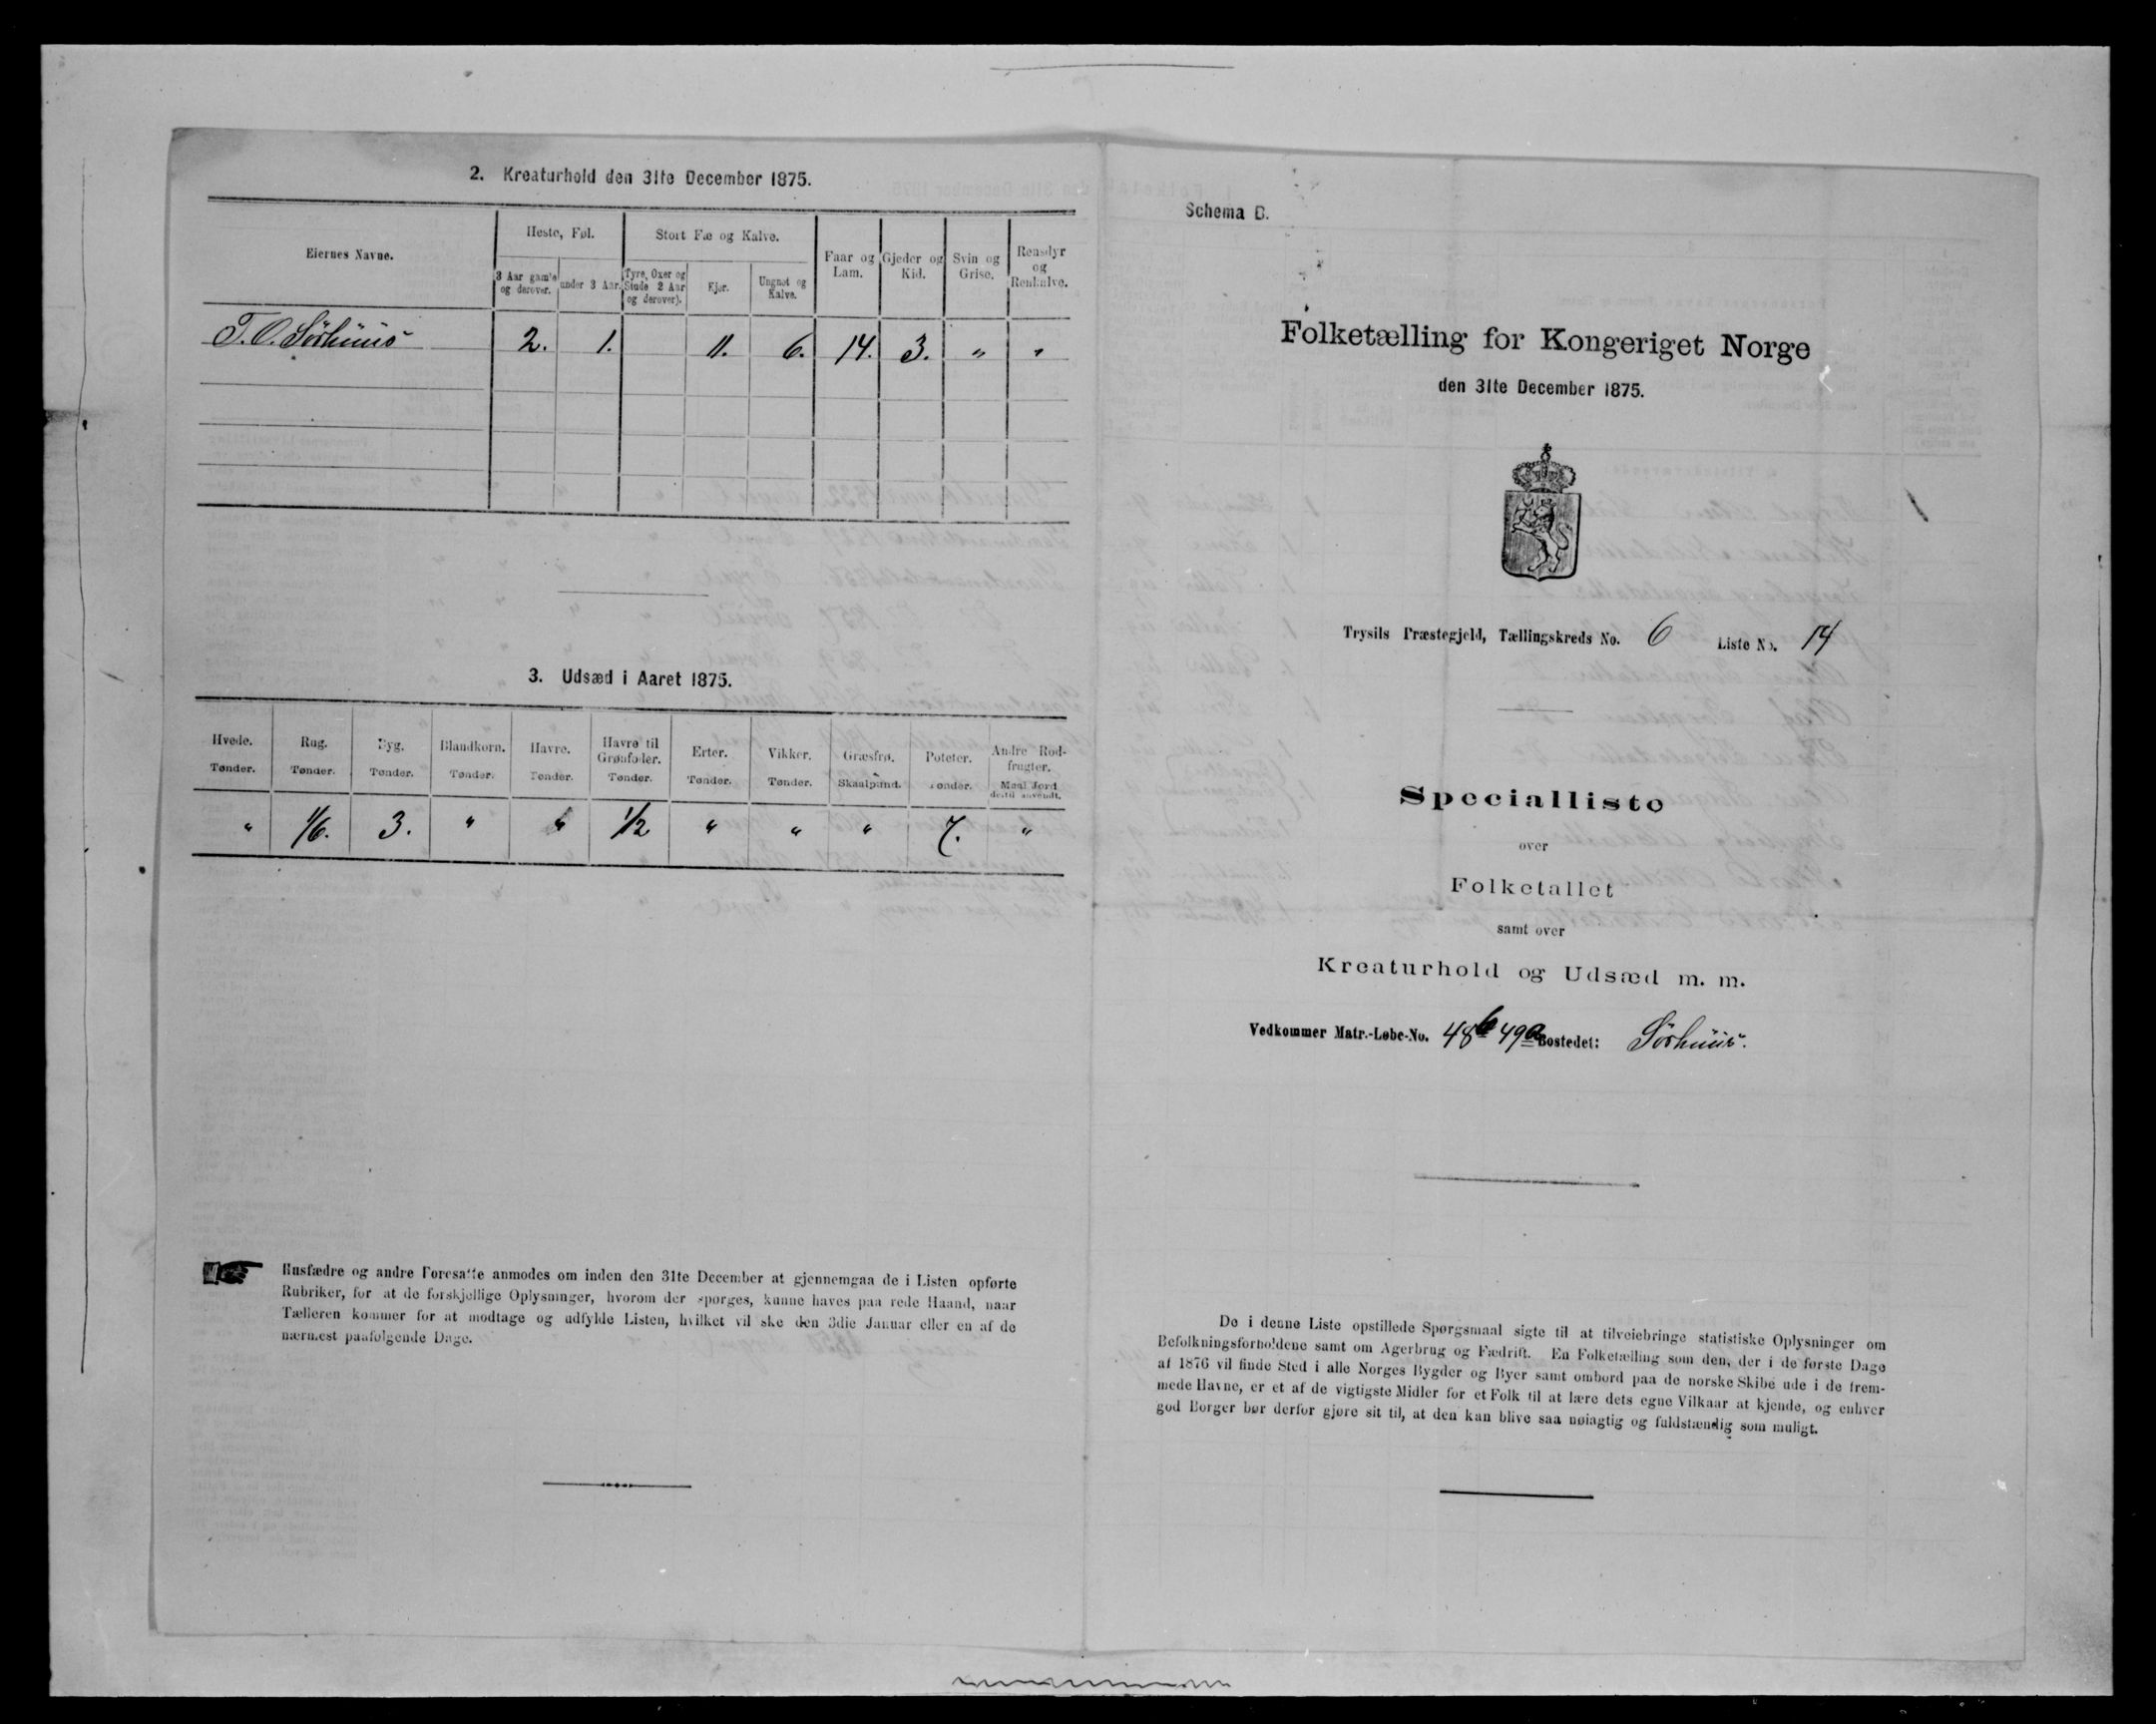 2. Kreaturhold den 31te December 1875.
Eiernes Navne.
Heste, Føl.
Stort Fæ og Kalve.
Faar og Lam.
Gjeder og Kid.
Svin og Grise.
Rensdyr og Renkalve.
3 Aar gamle og derover.
under 3 Aar.
Tyre, Oxer og Stude 2 Aar og derover).
Kjør.
Ungnøt og Kalve.
T. O. Sörhuus 2. 1. 11. 6. 14. 3. " "
3. Udsæd i Aaret 1875.
Hvede. Rug. Byg. Blandkorn. Havre. Havre til Grønfoder. Erter. Vikker. Græsfrø. Poteter. Andre Rodfrugter.
Tønder. Tønder. Tønder. Tønder. Tønder. Tønder. Tønder. Tønder. Skaalpund. Tønder. Maal Jord dertil anvendt.
" 1/6. 3. " " 1/2 " " " 7. "
Husfædre og andre Foresatte anmodes om inden den 31te December at gjennemgaa de i Listen opførte
Rubriker, for at de forskjellige Oplysninger, hvorom der spørges, kunne haves paa rede Haand, naar
Tælleren kommer for at modtage og udfylde Listen, hvilket vil ske den 3die Januar eller en af de
nærmest paafølgende Dage.
Schema B.
Folketælling for Kongeriget Norge
den 31te December 1875.
Trysils Præstegjeld, Tællingskreds No. 6 Liste No. 14
Specialliste
over
Folketallet
samt over
Kreaturhold og Udsæd m. m.
Vedkommer Matr.-Løbe-No. 48b 49a Bostedet: Sörhuus.
De i denne Liste opstillede Spørgsmaal sigte til at tilveiebringe statistiske Oplysninger om
Befolkningsforholdene samt om Agerbrug og Fædrift. En Folketælling som den, der i de første Dage
af 1876 vil finde Sted i alle Norges Bygder og Byer samt ombord paa de norske Skibe ude i de frem-
mede Havne, er et af de vigtigste Midler for et Folk til at lære dets egne Vilkaar at kjende, og enhver
god Borger bør derfor gjøre sit til, at den kan blive saa nøiagtig og fuldstændig som muligt.